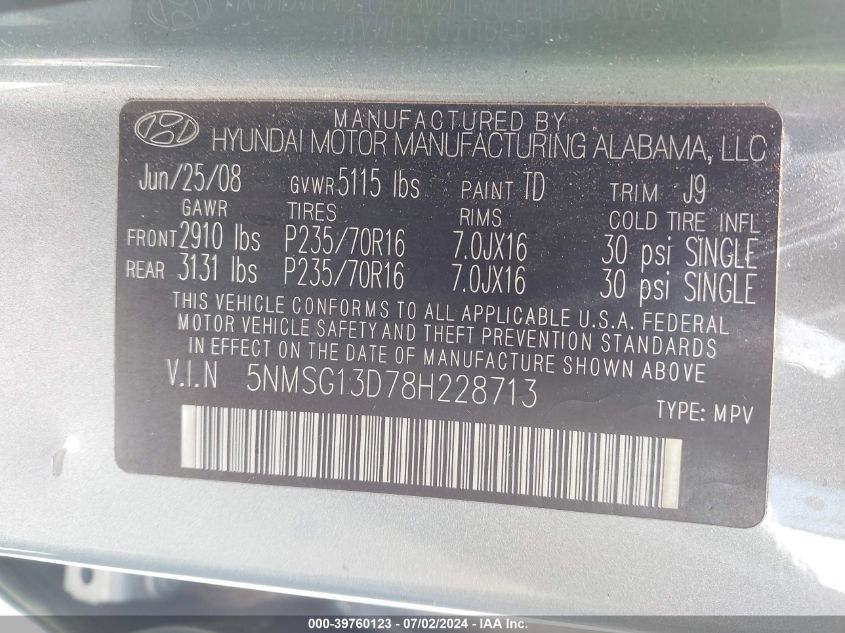 MANUFACTURED BY
HYUNDAI MOTOR MANUFACTURING ALABAMA, LLC
Jun/25/08 GVWR 5115 lbs PAINT TD TRIM J9
GAWR TIRES RIMS COLD TIRE INFL
FRONT 2910 lbs P235/70R16 7.0JX16 30 psi SINGLE
REAR 3131 lbs P235/70R16 7.0JX16 30 psi SINGLE
THIS VEHICLE CONFORMS TO ALL APPLICABLE U.S.A. FEDERAL
MOTOR VEHICLE SAFETY AND THEFT PREVENTION STANDARDS
IN EFFECT ON THE DATE OF MANUFACTURE SHOWN ABOVE
V.I.N 5NMSG13D78H228713
TYPE: MPV
000-39760123 - 07/02/2024 - IEAI - Copart, Inc.